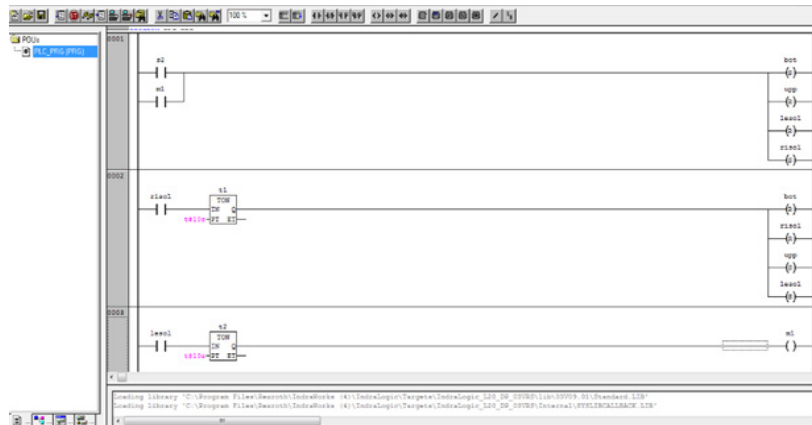 100 %
POUs
PLC_PRG (PRG)
0001
s2
bot
(S)
m1
upp
(R)
lesol
(R)
risol
(S)
0002
risol
t1
TON
IN Q
t#10s PT ET
bot
(R)
risol
(R)
upp
(S)
lesol
(S)
0003
lesol
t2
TON
IN Q
t#10s PT ET
m1
( )
Loading library 'C:\Program Files\Rexroth\IndraWorks (4)\IndraLogic\Targets\IndraLogic_L20_DP_05VRS\lib\05V09.01\Standard.LIB'
Loading library 'C:\Program Files\Rexroth\IndraWorks (4)\IndraLogic\Targets\IndraLogic_L20_DP_05VRS\Internal\SYSLIBCALLBACK.LIB'